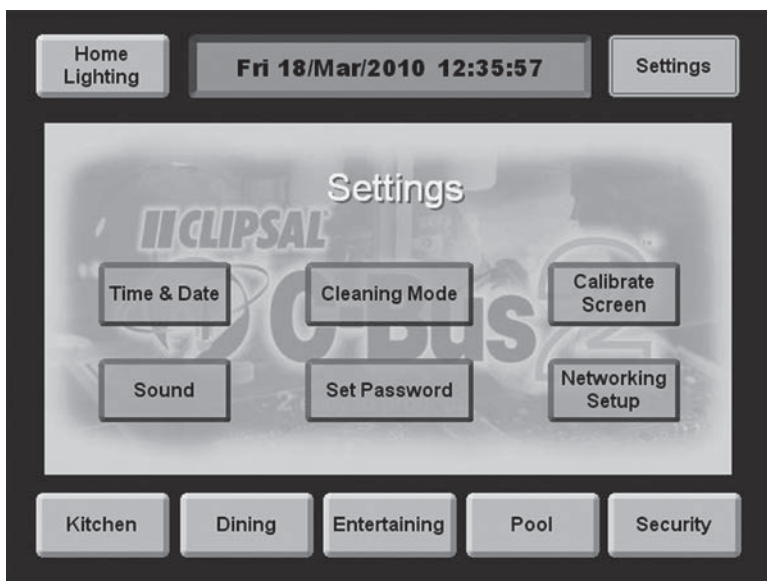 Home
Lighting
Fri 18/Mar/2010 12:35:57
Settings
Settings
CLIPSAL
C-Bus2
Time & Date
Cleaning Mode
Calibrate
Screen
Sound
Set Password
Networking
Setup
Kitchen
Dining
Entertaining
Pool
Security